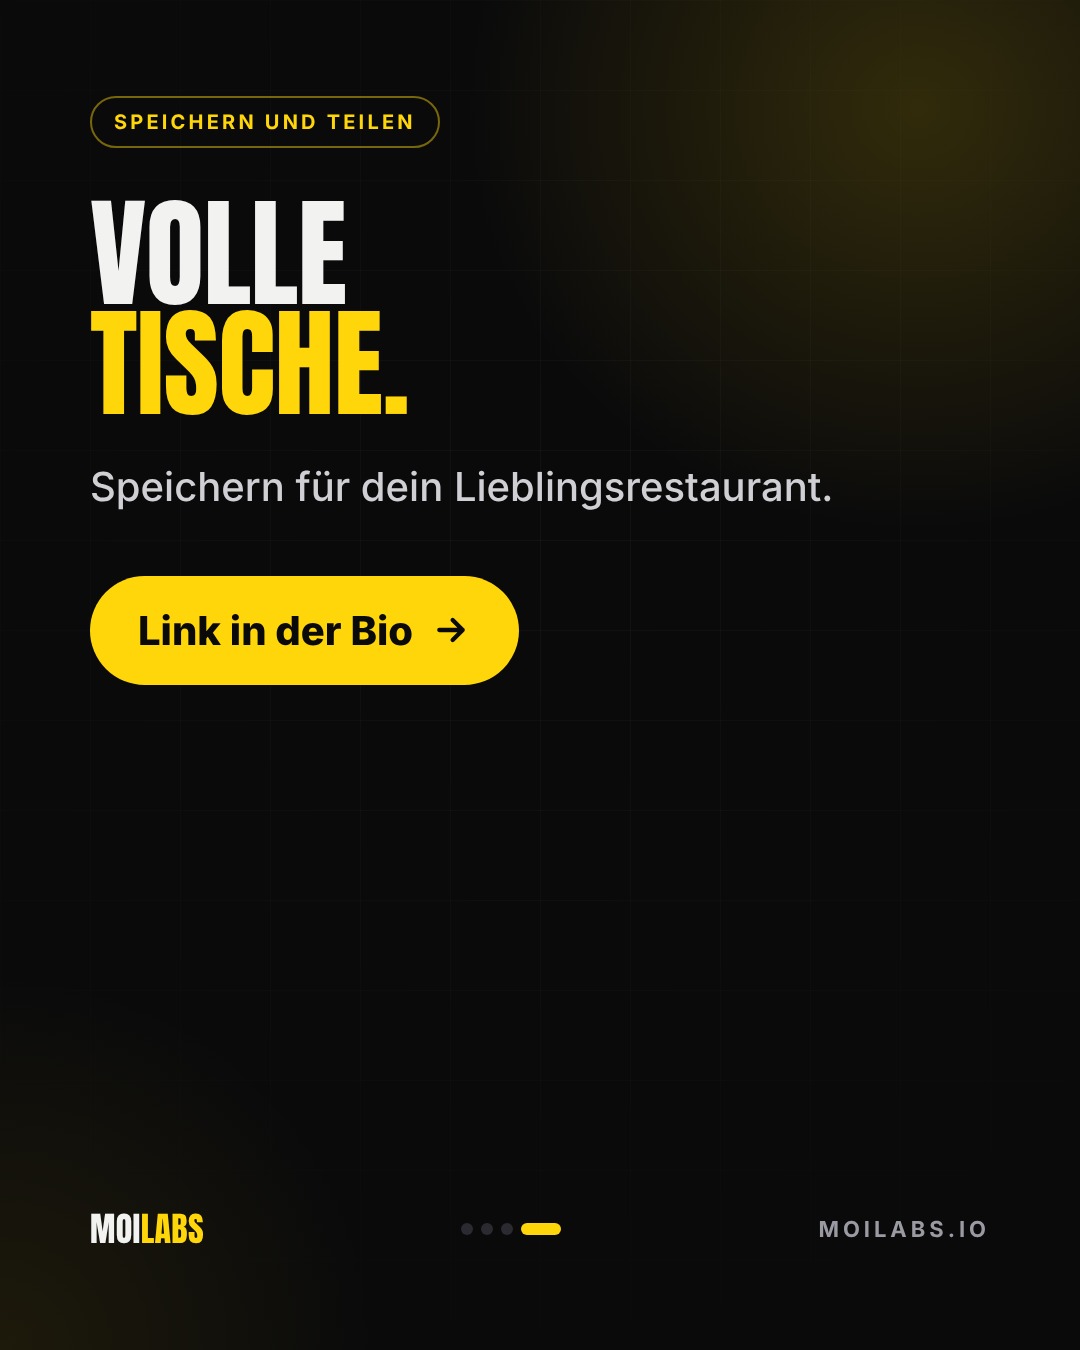 SPEICHERN UND TEILEN
VOLLE
TISCHE.
Speichern für dein Lieblingsrestaurant.
Link in der Bio →
MOILABS
MOILABS.IO